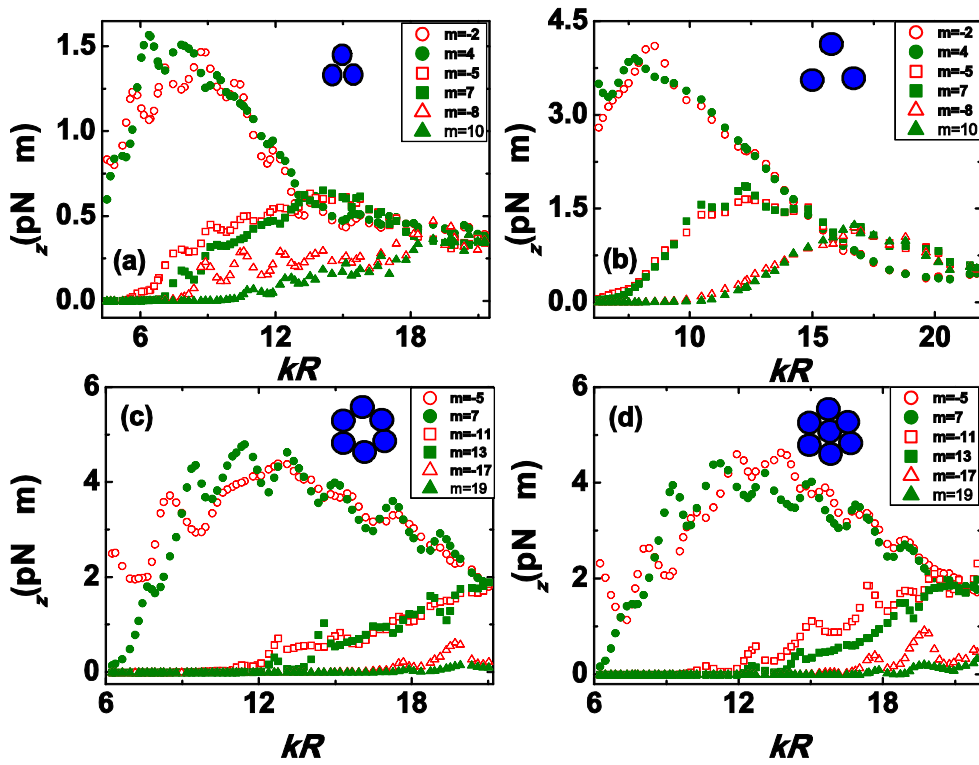 1.5
1.0
0.5
0.0
z(pN m)
(a)
m=-2
m=4
m=-5
m=7
m=-8
m=10
6
12
18
kR
4.5
3.0
1.5
0.0
z(pN m)
(b)
m=-2
m=4
m=-5
m=7
m=-8
m=10
10
15
20
kR
6
4
2
0
z(pN m)
(c)
m=-5
m=7
m=-11
m=13
m=-17
m=19
6
12
18
kR
6
4
2
0
z(pN m)
(d)
m=-5
m=7
m=-11
m=13
m=-17
m=19
6
12
18
kR